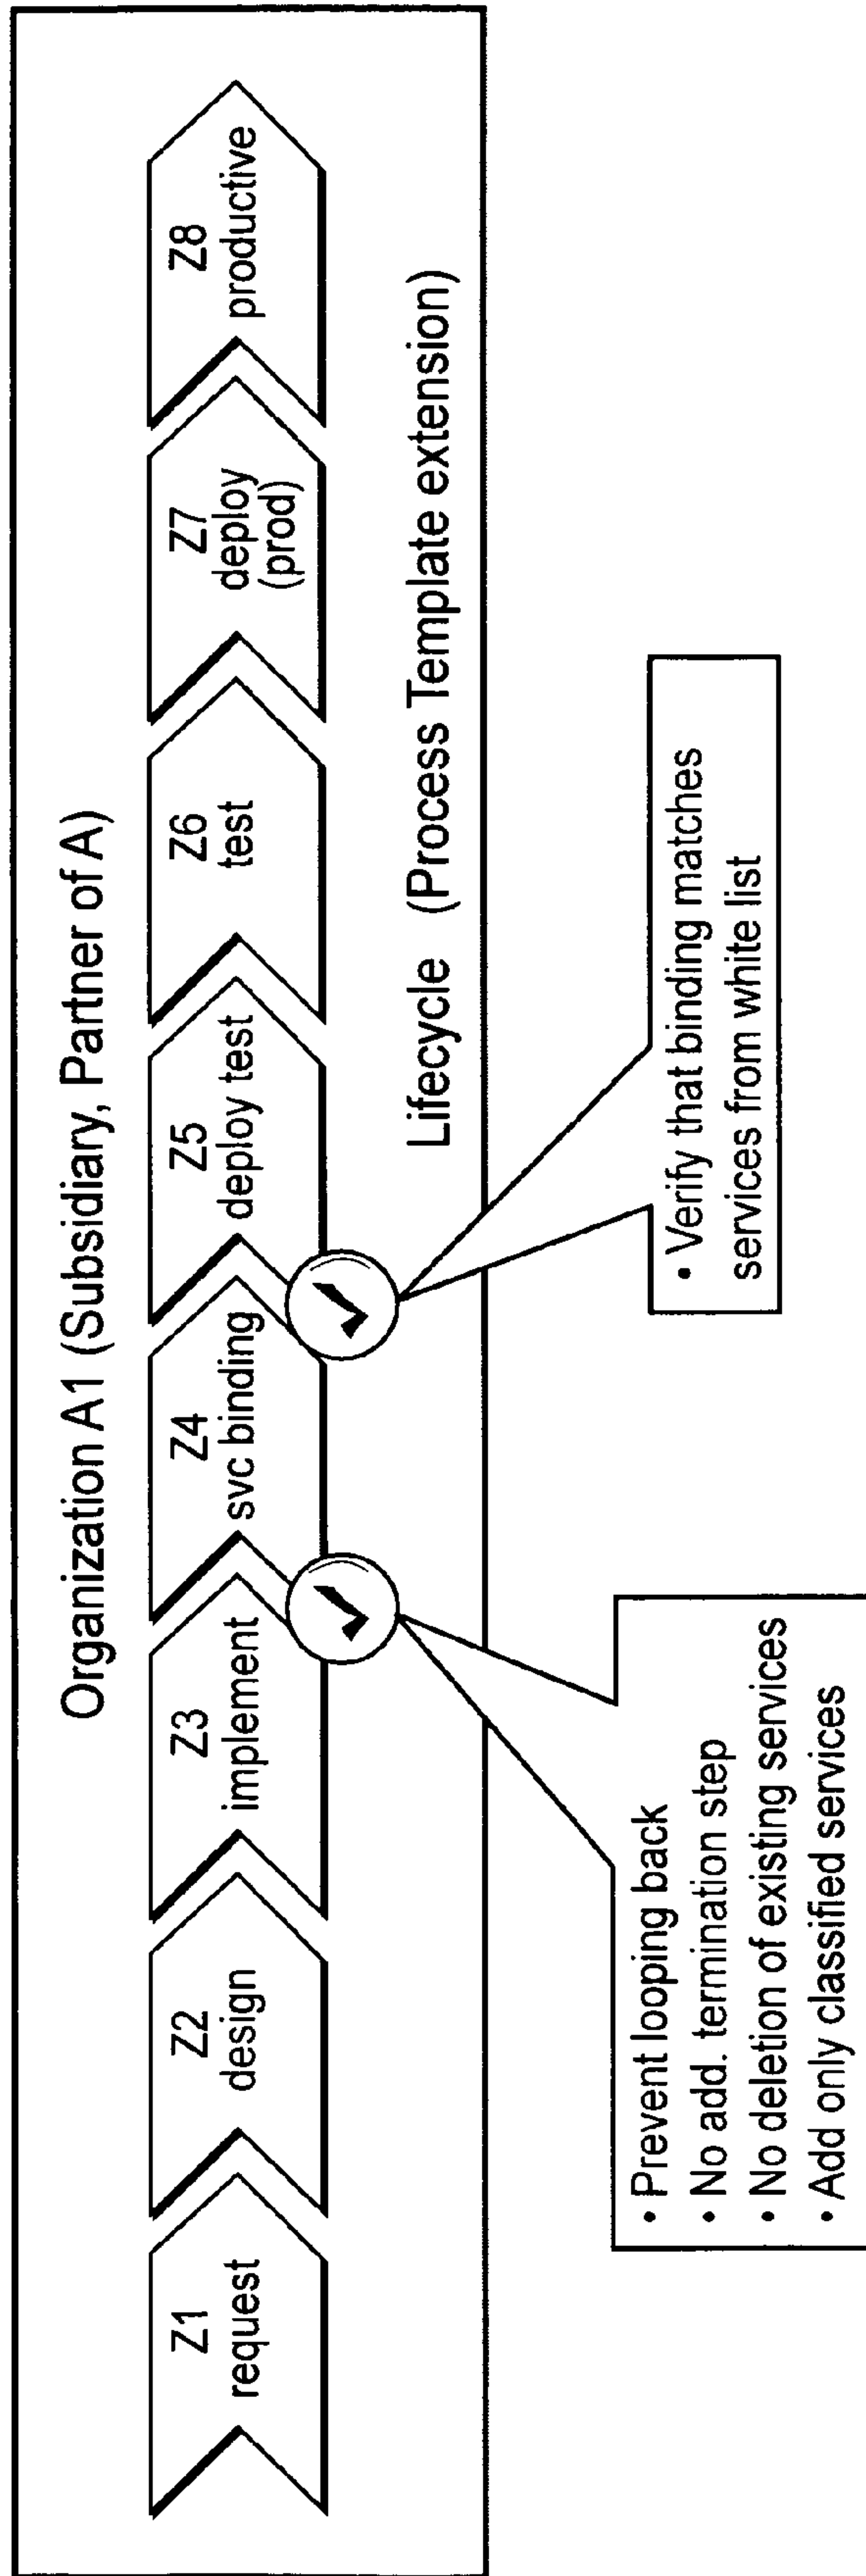 Organization A1 (Subsidiary, Partner of A)
Z1
request
Z2
design
Z3
implement
Z4
svc binding
Z5
deploy test
Z6
test
Z7
deploy
(prod)
Z8
productive
Lifecycle (Process Template extension)
• Prevent looping back
• No add. termination step
• No deletion of existing services
• Add only classified services
• Verify that binding matches
services from white list